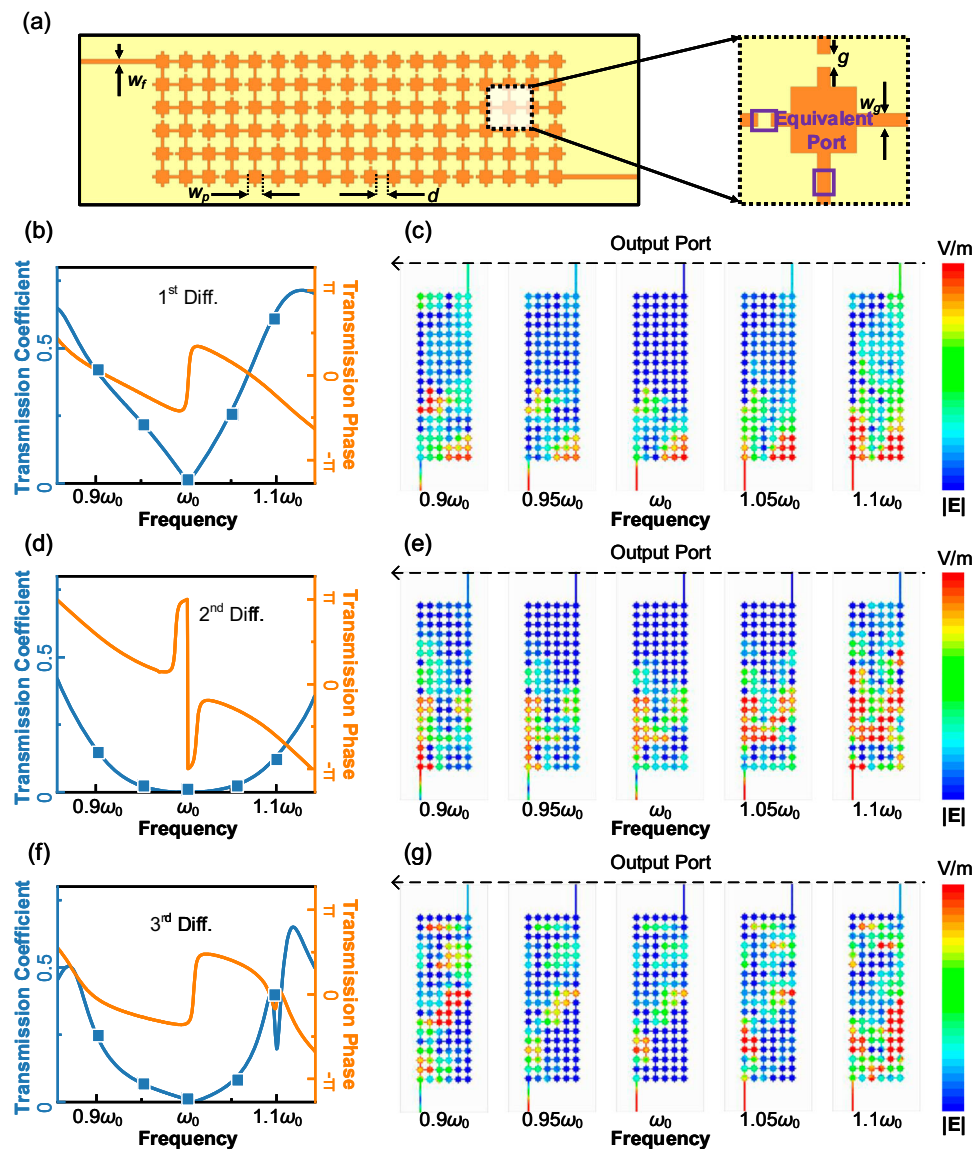 (a)
w_f
w_p
d
g
w_g
Equivalent
Port
(b)
1st Diff.
Transmission Coefficient
0.5
0
Transmission Phase
π
0
-π
0.9ω0
ω0
1.1ω0
Frequency
(c)
Output Port
V/m
|E|
0.9ω0
0.95ω0
ω0
1.05ω0
1.1ω0
Frequency
(d)
2nd Diff.
Transmission Coefficient
0.5
0
Transmission Phase
π
0
-π
0.9ω0
ω0
1.1ω0
Frequency
(e)
Output Port
V/m
|E|
0.9ω0
0.95ω0
ω0
1.05ω0
1.1ω0
Frequency
(f)
3rd Diff.
Transmission Coefficient
0.5
0
Transmission Phase
π
0
-π
0.9ω0
ω0
1.1ω0
Frequency
(g)
Output Port
V/m
|E|
0.9ω0
0.95ω0
ω0
1.05ω0
1.1ω0
Frequency